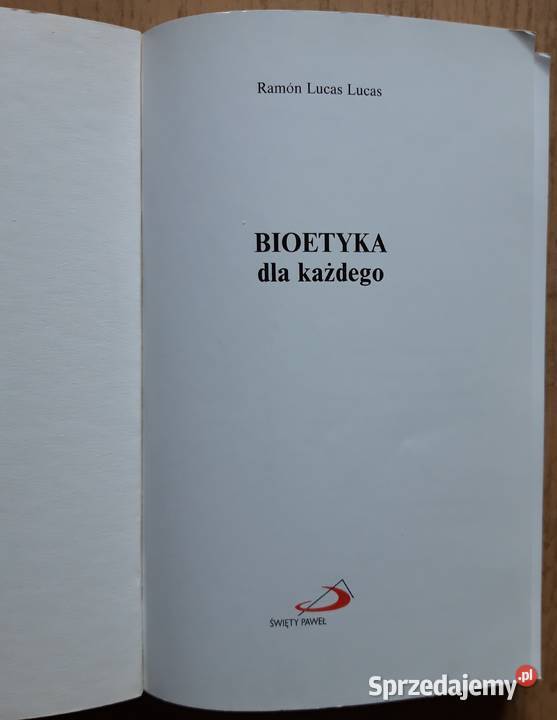 Ramón Lucas Lucas
BIOETYKA
dla każdego
ŚWIĘTY PAWEŁ
Sprzedajemy.pl